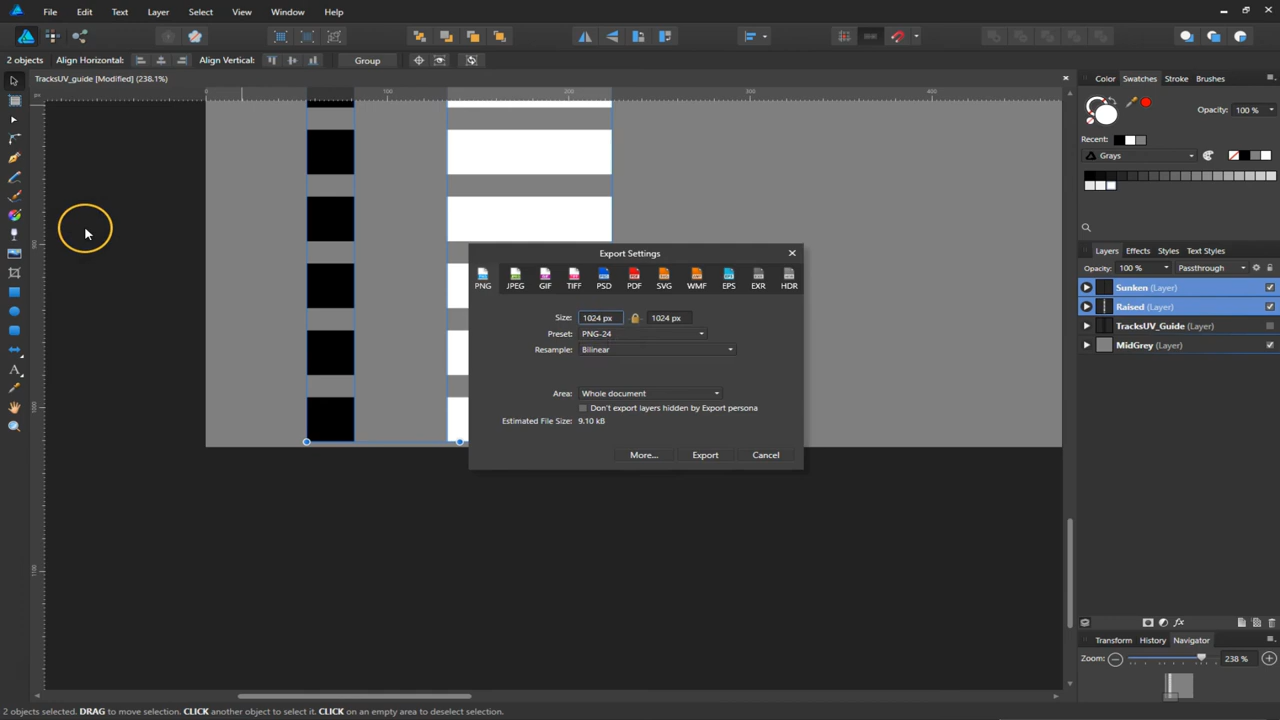 File Edit Text Layer Select View Window Help
2 objects Align Horizontal: Align Vertical: Group
TracksUV_guide [Modified] (238.1%)
px 0 100 200 300 400
900
1000
1100
Export Settings
PNG JPEG GIF TIFF PSD PDF SVG WMF EPS EXR HDR
Size: 1024 px 1024 px
Preset: PNG-24
Resample: Bilinear
Area: Whole document
Don't export layers hidden by Export persona
Estimated File Size: 9.10 kB
More... Export Cancel
Color Swatches Stroke Brushes
Opacity: 100 %
Recent:
Grays
Layers Effects Styles Text Styles
Opacity: 100 % Passthrough
Sunken (Layer)
Raised (Layer)
TracksUV_Guide (Layer)
MidGrey (Layer)
fx
Transform History Navigator
Zoom: 238 %
2 objects selected. DRAG to move selection. CLICK another object to select it. CLICK on an empty area to deselect selection.